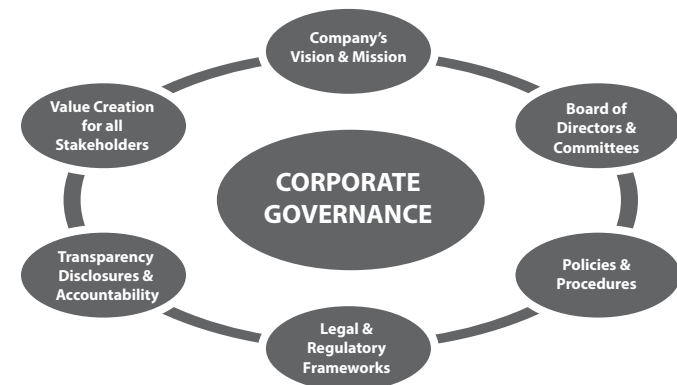 Company's
Vision & Mission
Value Creation
for all
Stakeholders
Board of
Directors &
Committees
CORPORATE
GOVERNANCE
Transparency
Disclosures &
Accountability
Policies &
Procedures
Legal &
Regulatory
Frameworks